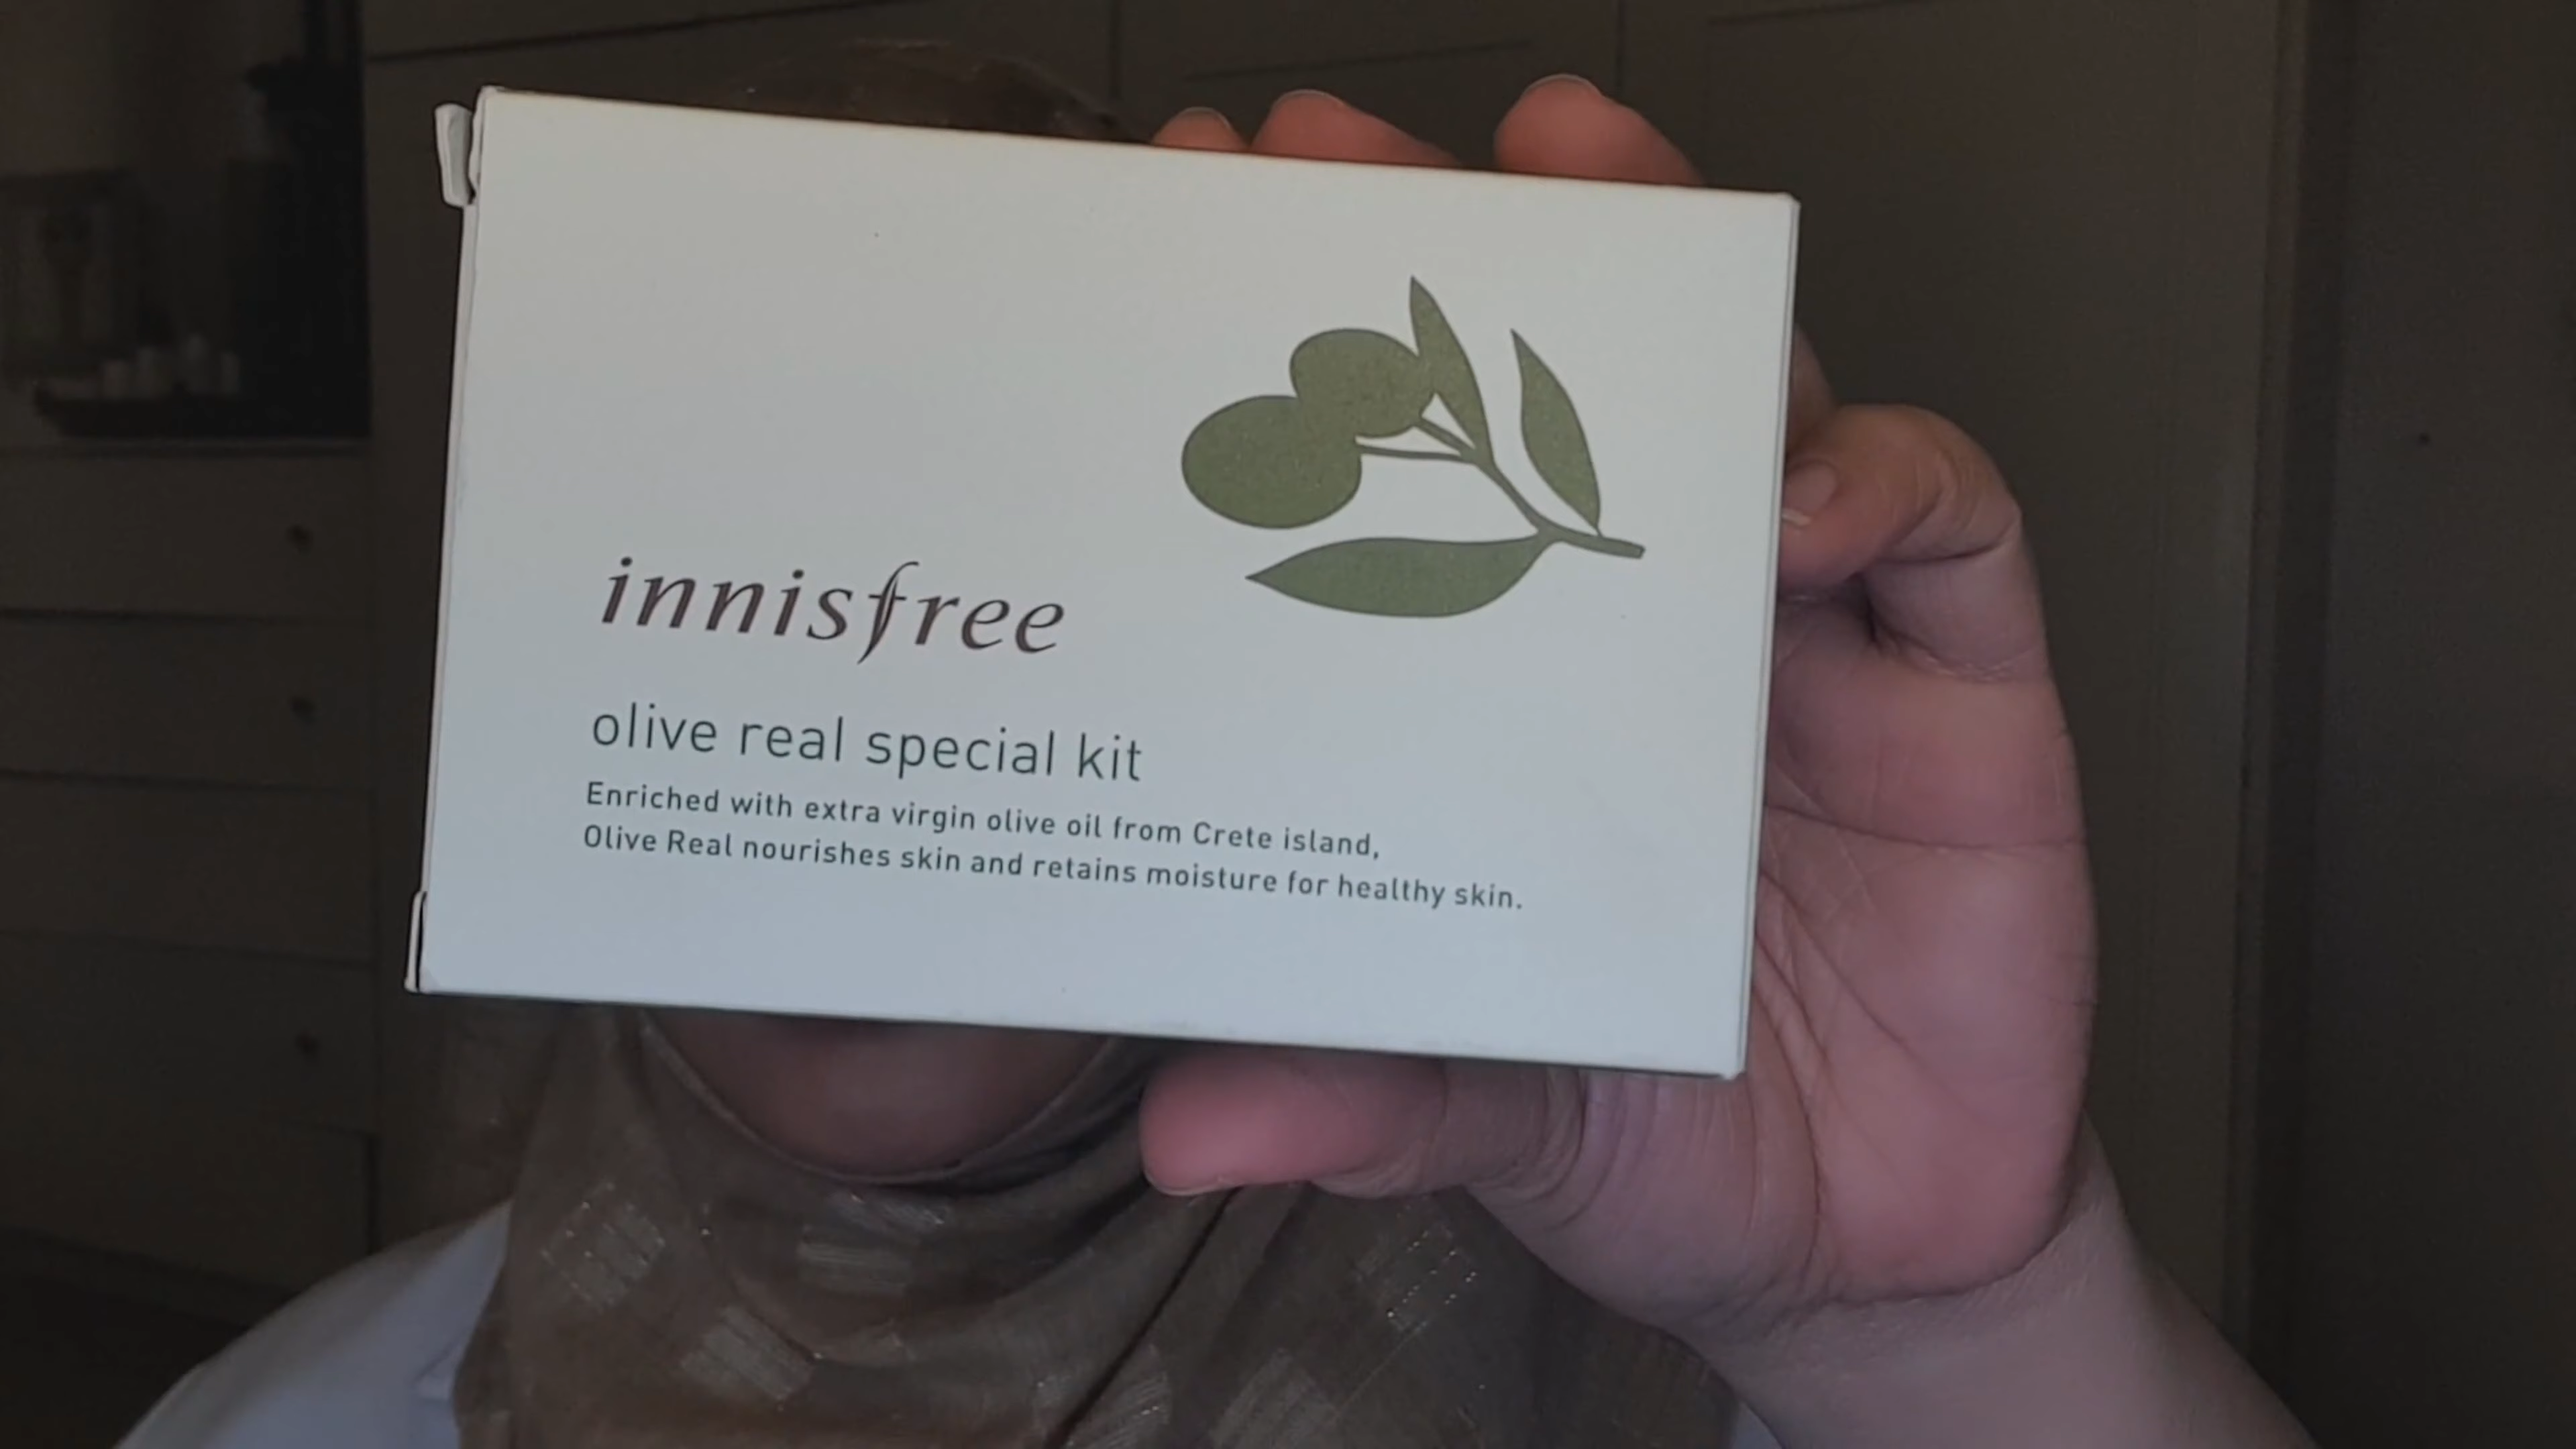 innisfree
olive real special kit
Enriched with extra virgin olive oil from Crete island,
Olive Real nourishes skin and retains moisture for healthy skin.